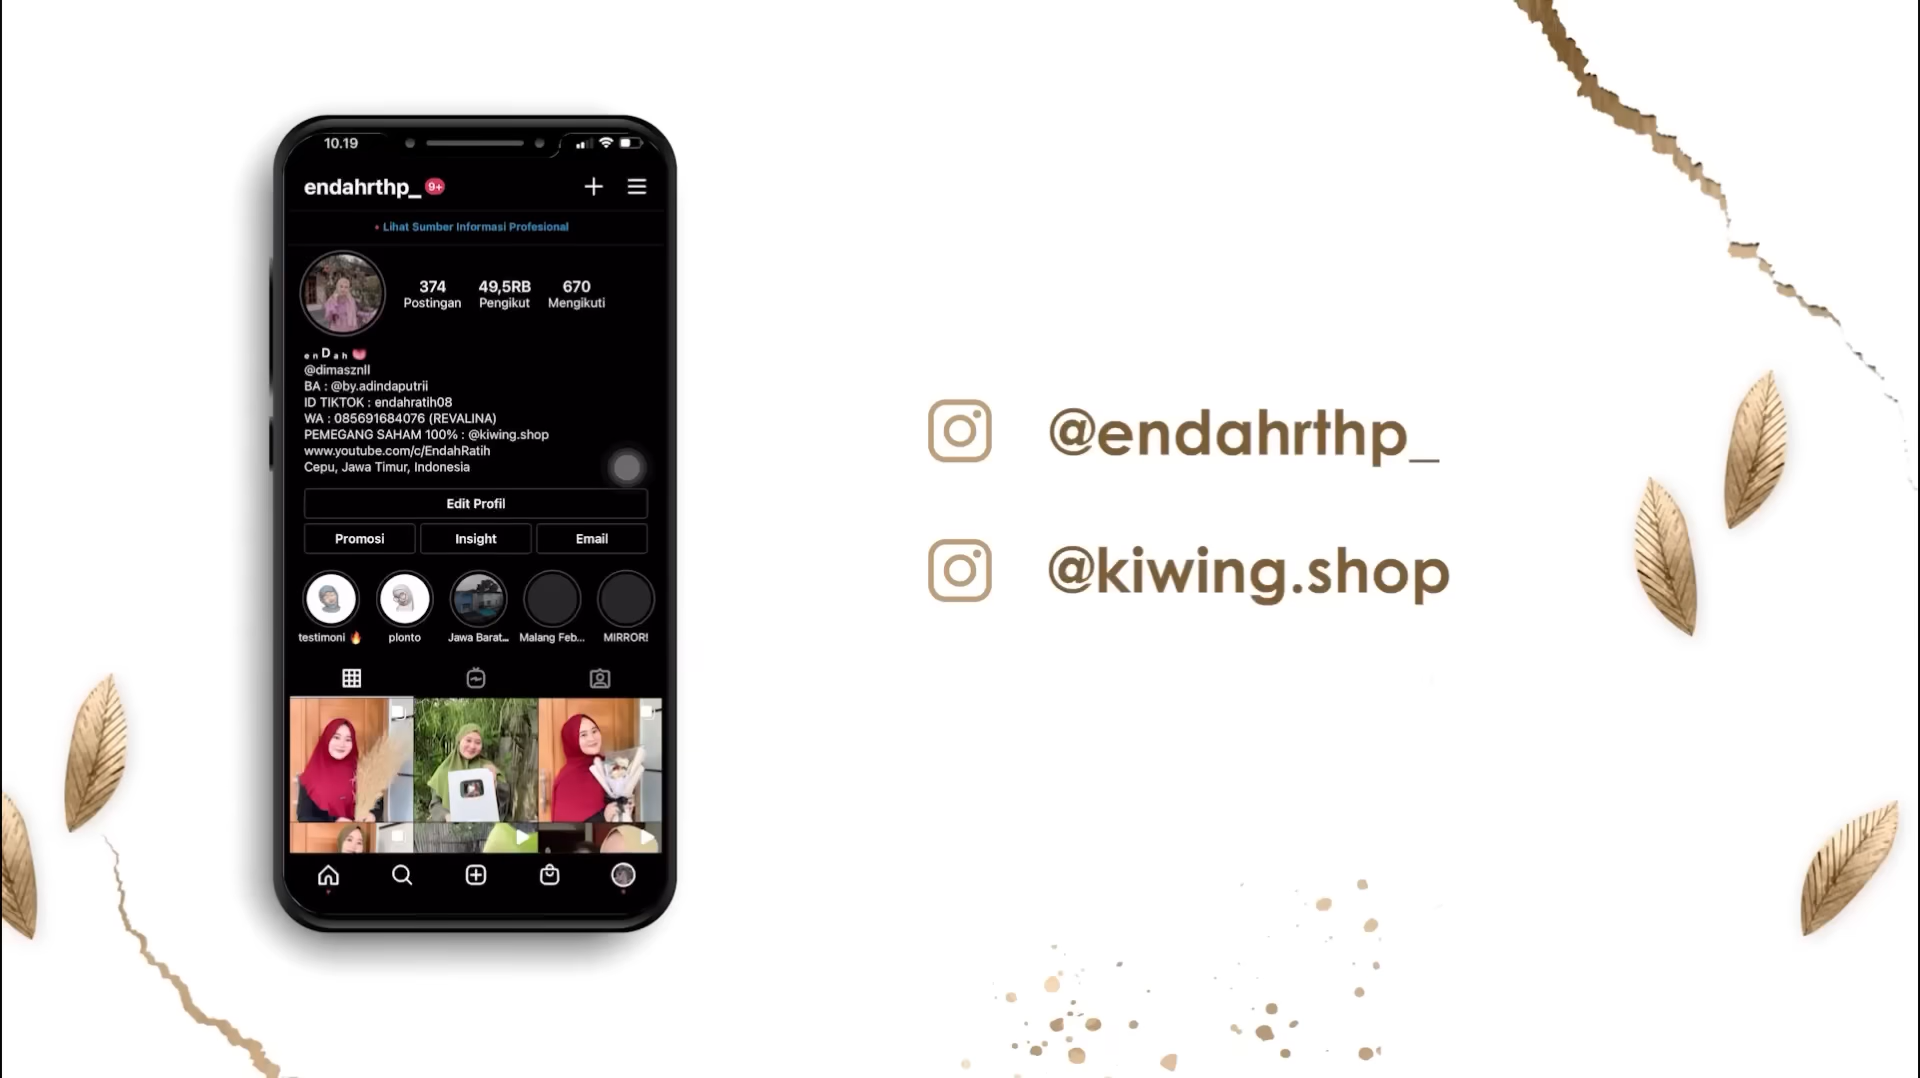 10.19
endahrthp_ 9+
• Lihat Sumber Informasi Profesional
374 49,5RB 670
Postingan Pengikut Mengikuti
ₑₙDₐₕ 👅
@dimasznll
BA : @by.adindaputrii
ID TIKTOK : endahratih08
WA : 085691684076 (REVALINA)
PEMEGANG SAHAM 100% : @kiwing.shop
www.youtube.com/c/EndahRatih
Cepu, Jawa Timur, Indonesia
Edit Profil
Promosi Insight Email
testimoni 🔥 plonto Jawa Barat... Malang Feb... MIRROR!
@endahrthp_
@kiwing.shop